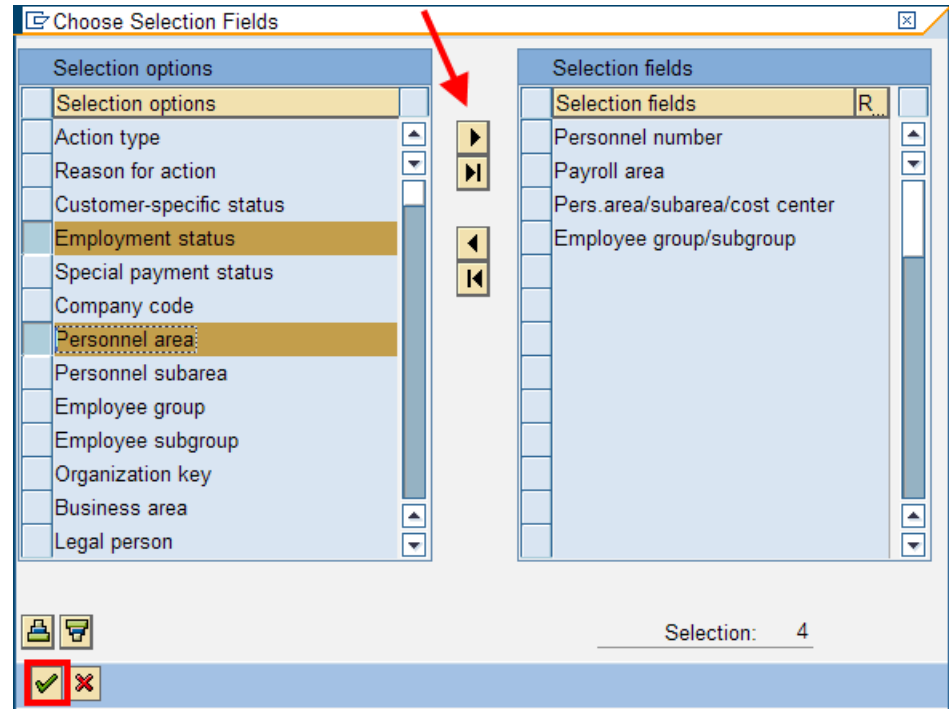 Choose Selection Fields
Selection options
Selection options
Action type
Reason for action
Customer-specific status
Employment status
Special payment status
Company code
Personnel area
Personnel subarea
Employee group
Employee subgroup
Organization key
Business area
Legal person
Selection fields
Selection fields R...
Personnel number
Payroll area
Pers.area/subarea/cost center
Employee group/subgroup
Selection: 4